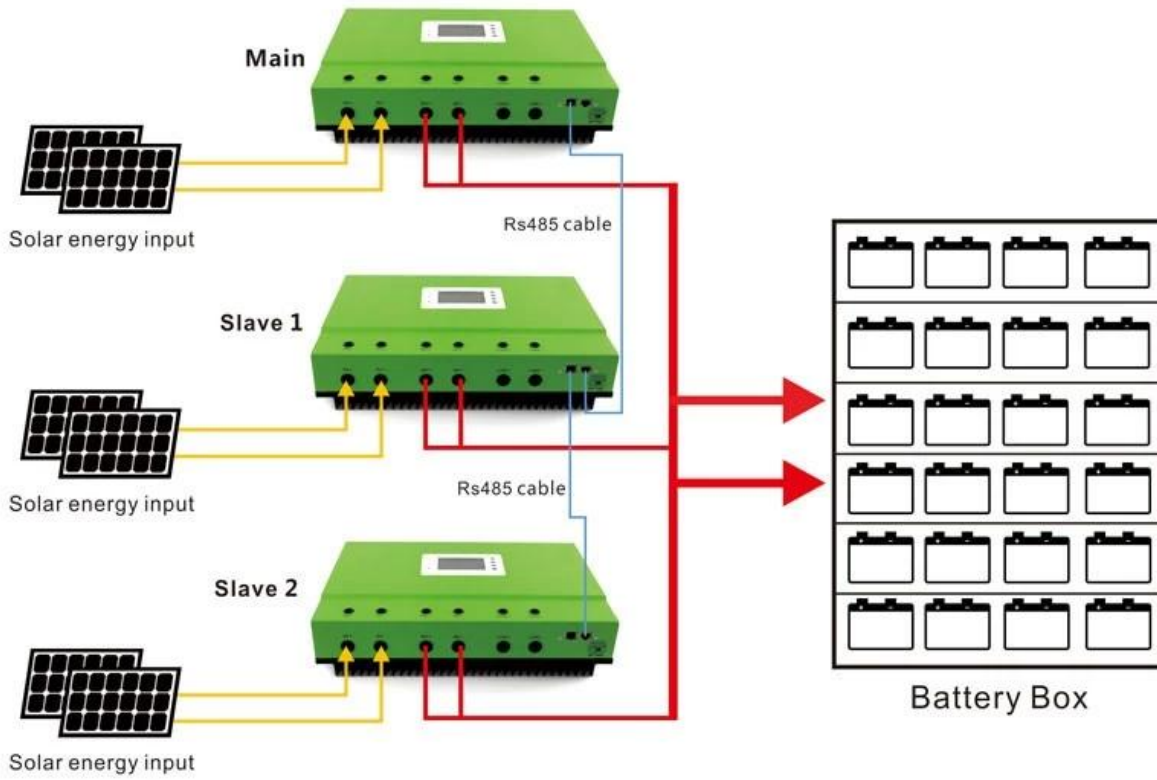 Main
Solar energy input
Rs485 cable
Slave 1
Solar energy input
Rs485 cable
Slave 2
Solar energy input
Battery Box